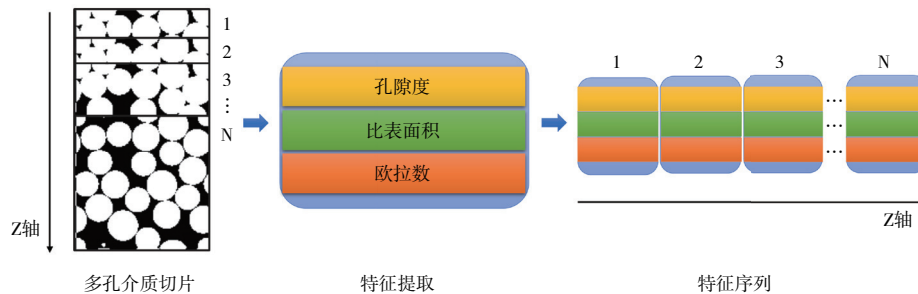 1
2
3
⋮
N
Z轴
多孔介质切片
孔隙度
比表面积
欧拉数
特征提取
1 2 3 N
...
...
...
Z轴
特征序列